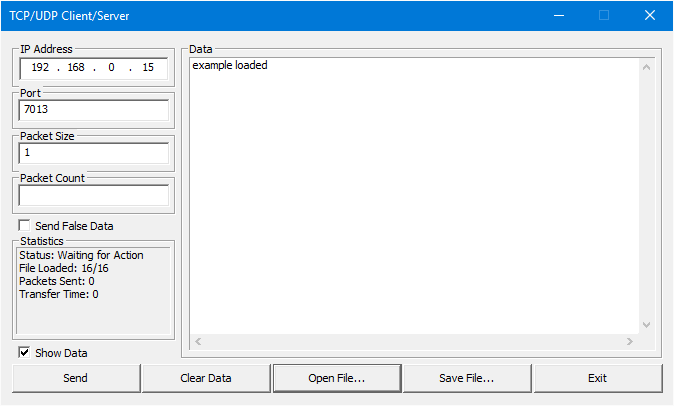 TCP/UDP Client/Server
IP Address
192 . 168 . 0 . 15
Port
7013
Packet Size
1
Packet Count
Send False Data
Statistics
Status: Waiting for Action
File Loaded: 16/16
Packets Sent: 0
Transfer Time: 0
Show Data
Data
example loaded
Send
Clear Data
Open File...
Save File...
Exit